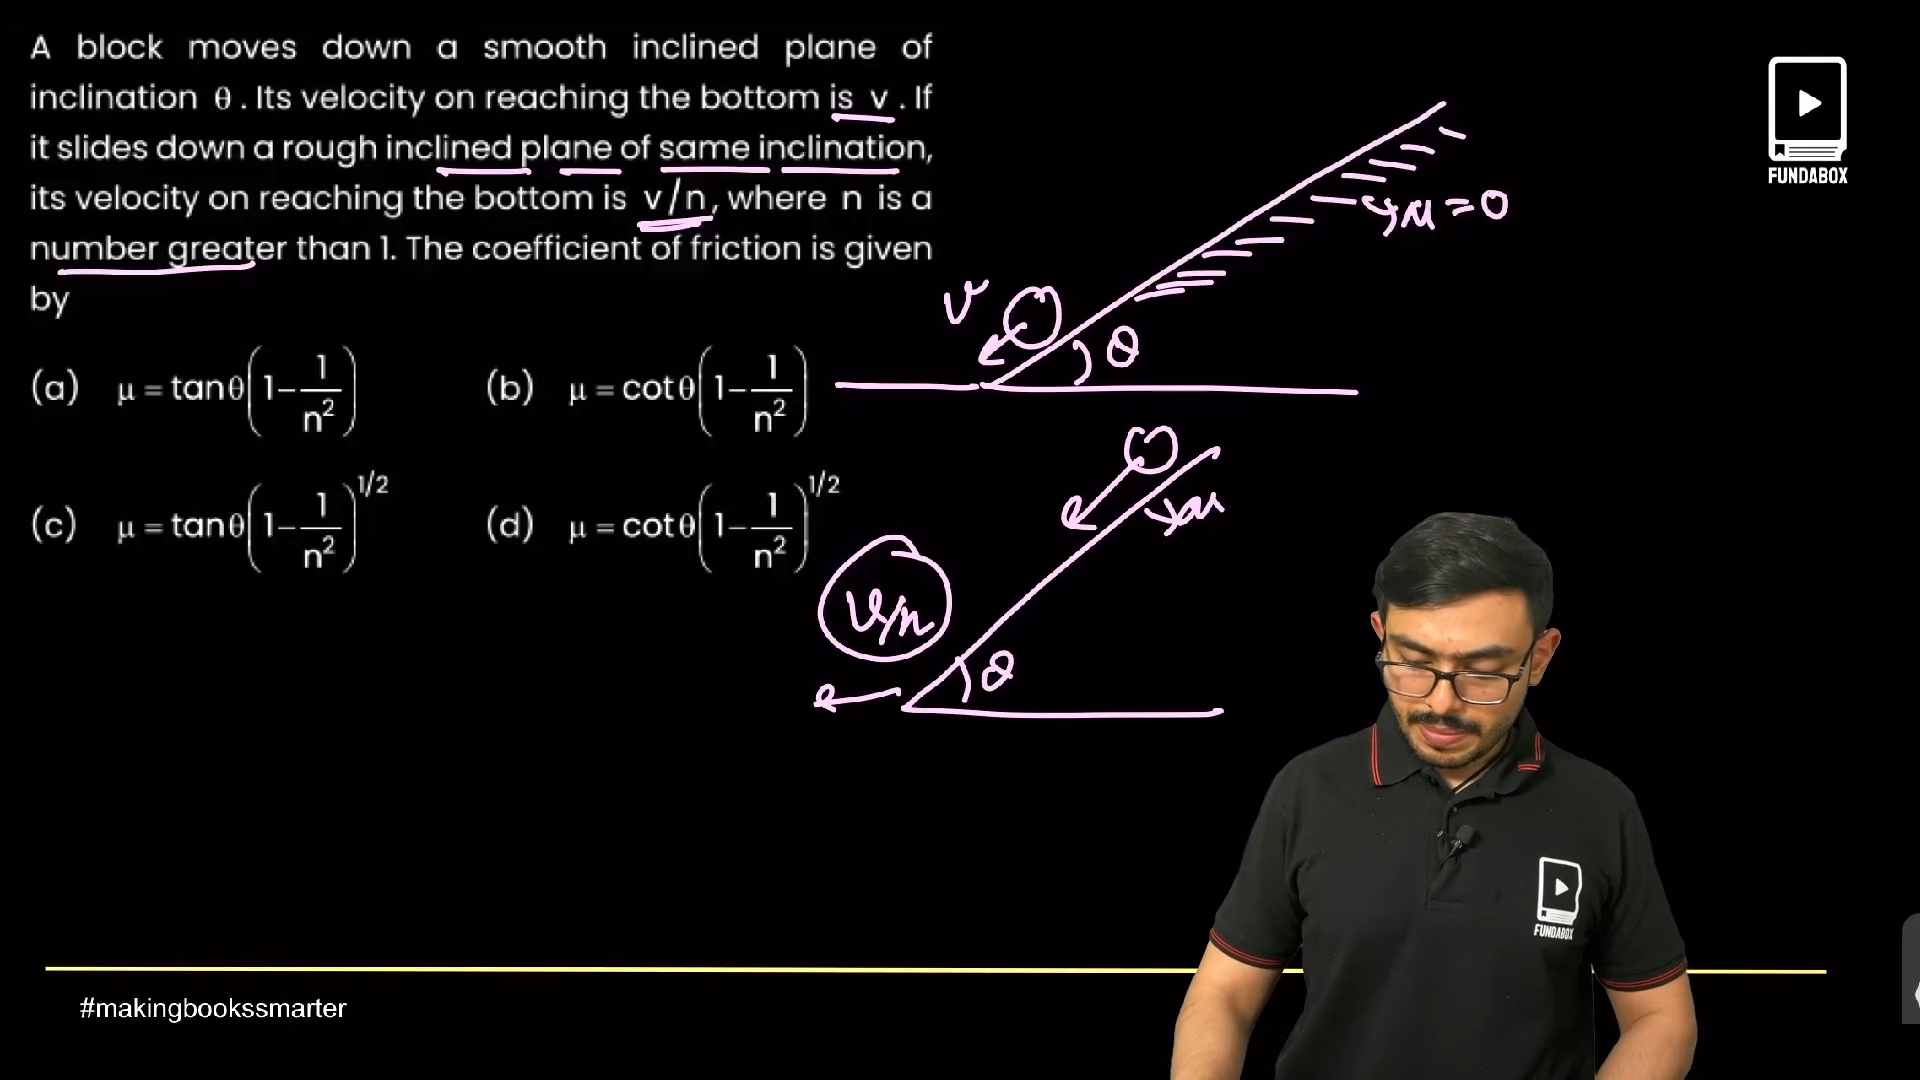 A block moves down a smooth inclined plane of
inclination θ. Its velocity on reaching the bottom is v. If
it slides down a rough inclined plane of same inclination,
its velocity on reaching the bottom is v/n, where n is a
number greater than 1. The coefficient of friction is given
by
(a) μ = tanθ(1-1/n²) (b) μ = cotθ(1-1/n²)
(c) μ = tanθ(1-1/n²)^1/2 (d) μ = cotθ(1-1/n²)^1/2
FUNDABOX
μ=0
v
θ
μ
v/n
θ
FUNDABOX
#makingbookssmarter